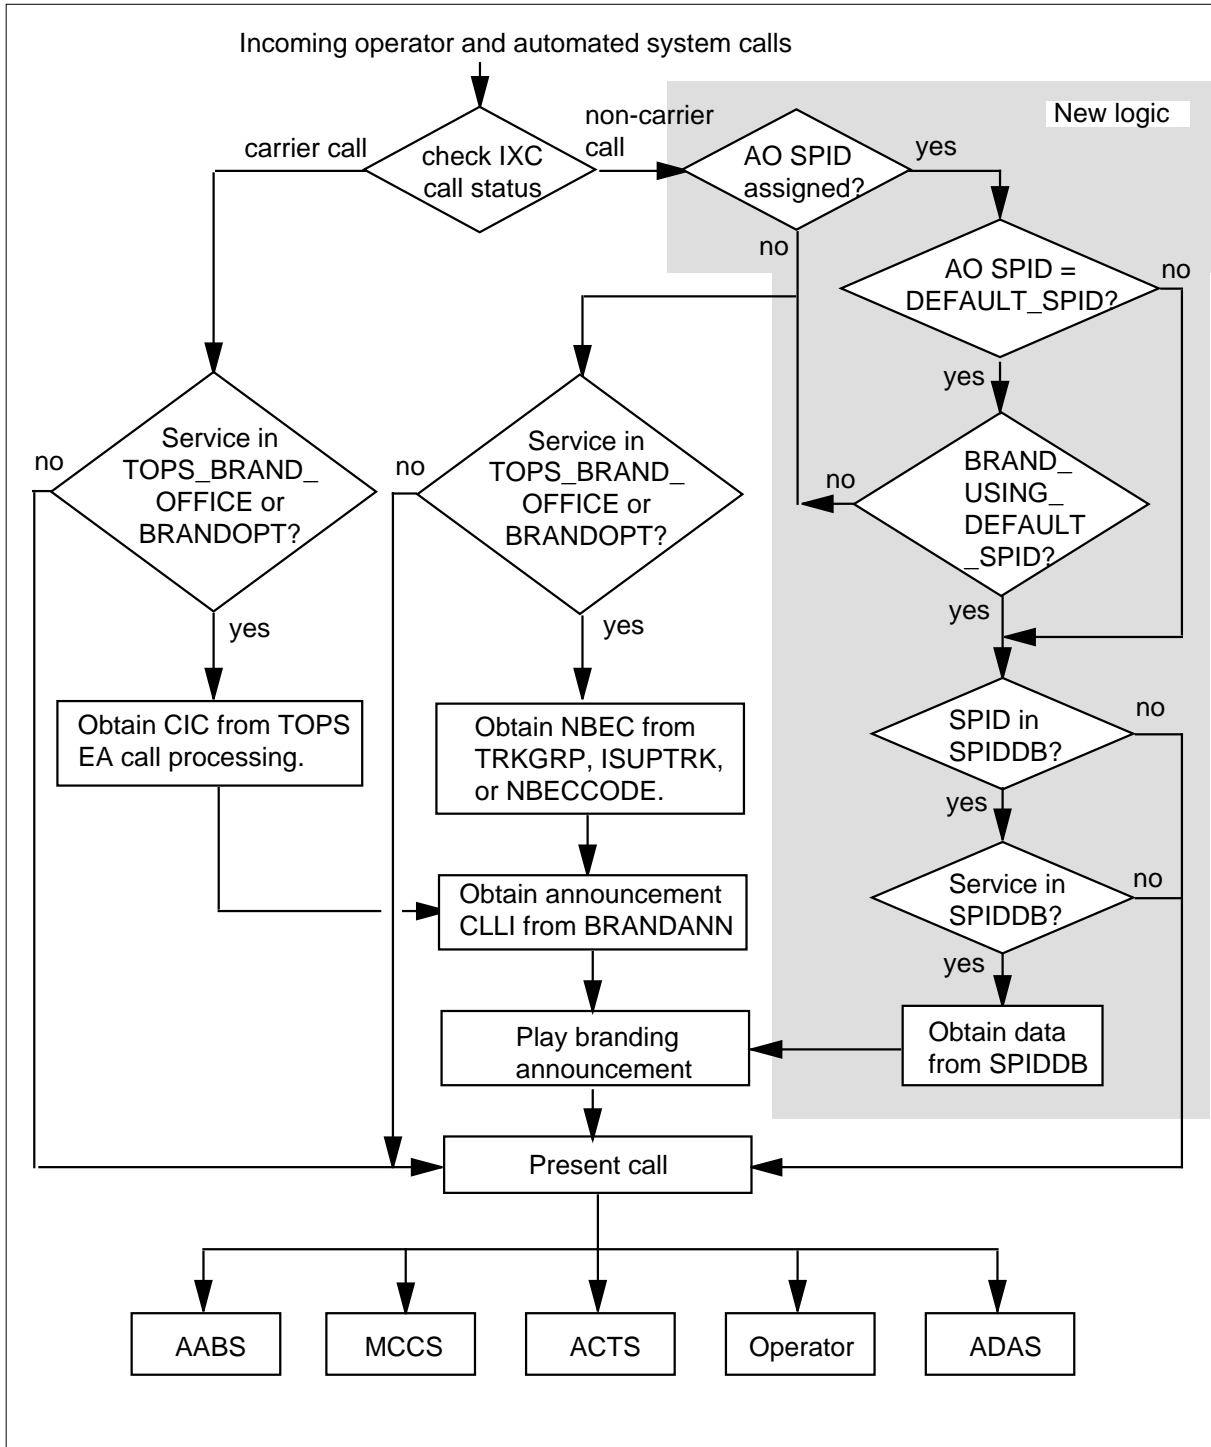 Incoming operator and automated system calls
New logic
carrier call
non-carrier
call
check IXC
call status
AO SPID
assigned?
yes
no
AO SPID =
DEFAULT_SPID?
no
yes
Service in
TOPS_BRAND_
OFFICE or
BRANDOPT?
no
yes
Service in
TOPS_BRAND_
OFFICE or
BRANDOPT?
no
yes
BRAND_
USING_
DEFAULT
_SPID?
no
yes
Obtain CIC from TOPS
EA call processing.
Obtain NBEC from
TRKGRP, ISUPTRK,
or NBECCODE.
SPID in
SPIDDB?
no
yes
Obtain announcement
CLLI from BRANDANN
Service in
SPIDDB?
no
yes
Play branding
announcement
Obtain data
from SPIDDB
Present call
AABS
MCCS
ACTS
Operator
ADAS